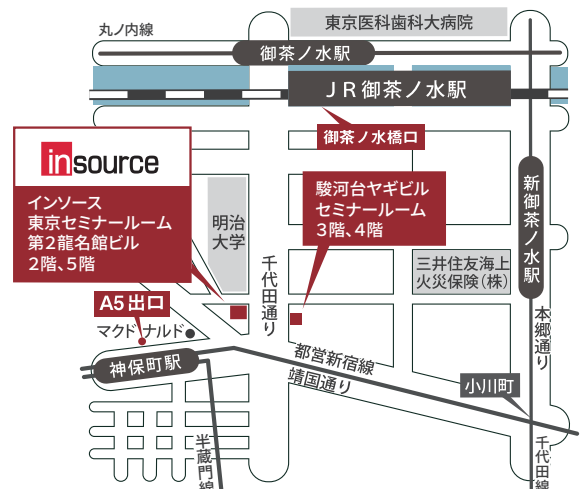 東京医科歯科大病院
丸ノ内線
御茶ノ水駅
JR御茶ノ水駅
御茶ノ水橋口
insource
インソース
東京セミナールーム
第2龍名館ビル
2階、5階
駿河台ヤギビル
セミナールーム
3階、4階
新御茶ノ水駅
明治
大学
千代田通り
三井住友海上
火災保険(株)
A5出口
マクドナルド
本郷通り
神保町駅
都営新宿線
靖国通り
小川町
半蔵門線
千代田線